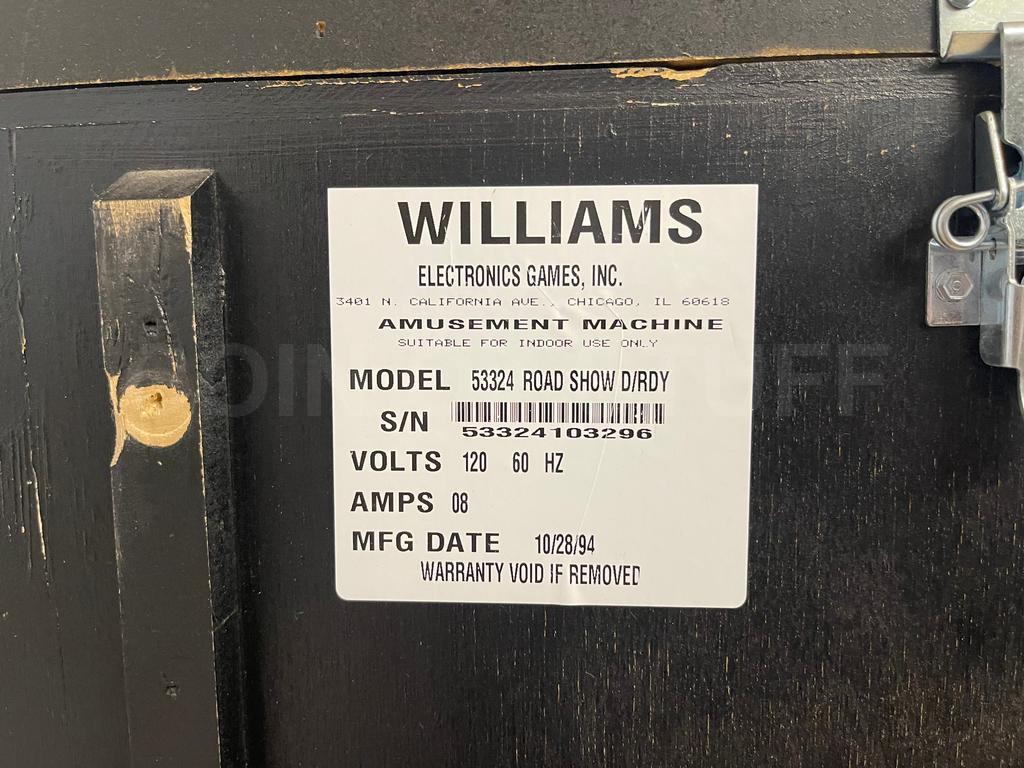 WILLIAMS
ELECTRONICS GAMES, INC.
3401 N. CALIFORNIA AVE., CHICAGO, IL 60618
AMUSEMENT MACHINE
SUITABLE FOR INDOOR USE ONLY
MODEL 53324 ROAD SHOW D/RDY
S/N 53324103296
VOLTS 120 60 HZ
AMPS 08
MFG DATE 10/28/94
WARRANTY VOID IF REMOVED